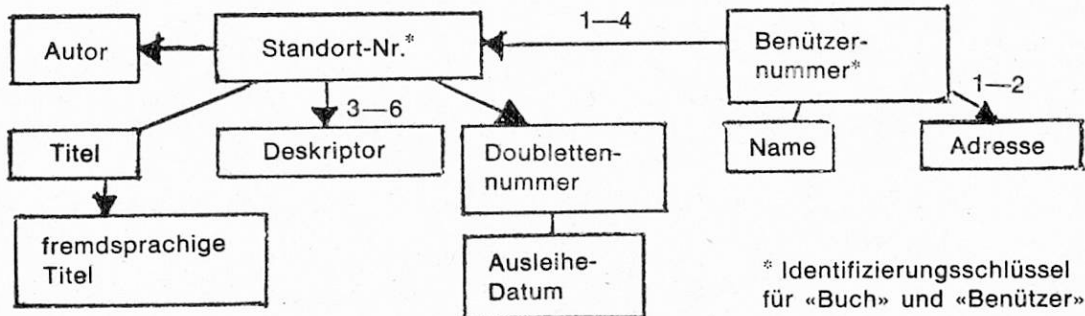 1—4
Autor
Standort-Nr.*
Benützer-
nummer*
3—6
1—2
Titel
Deskriptor
Doubletten-
nummer
Name
Adresse
fremdsprachige
Titel
Ausleihe-
Datum
* Identifizierungsschlüssel
für «Buch» und «Benützer»